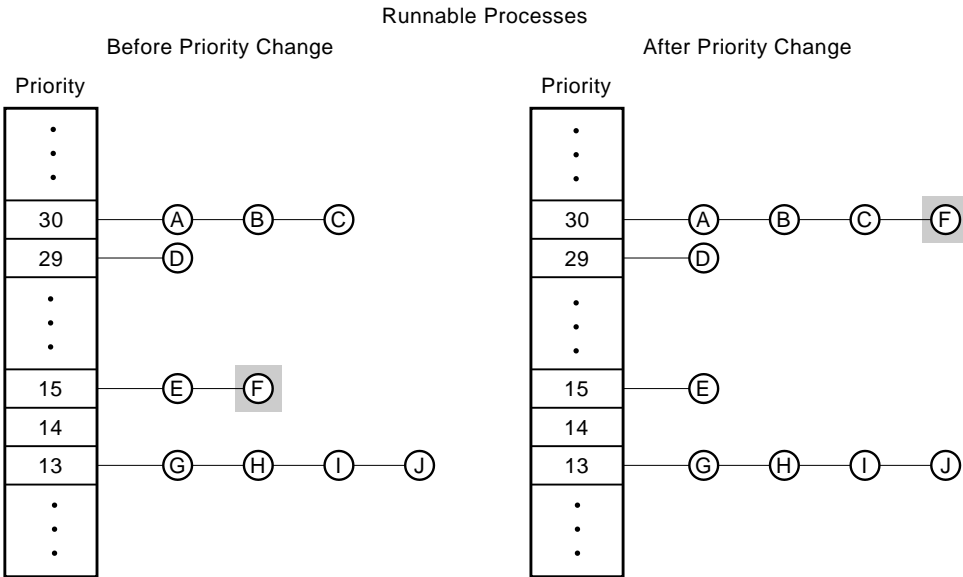 Runnable Processes
Before Priority Change
After Priority Change
Priority
30 A B C
29 D
15 E F
14
13 G H I J
Priority
30 A B C F
29 D
15 E
14
13 G H I J